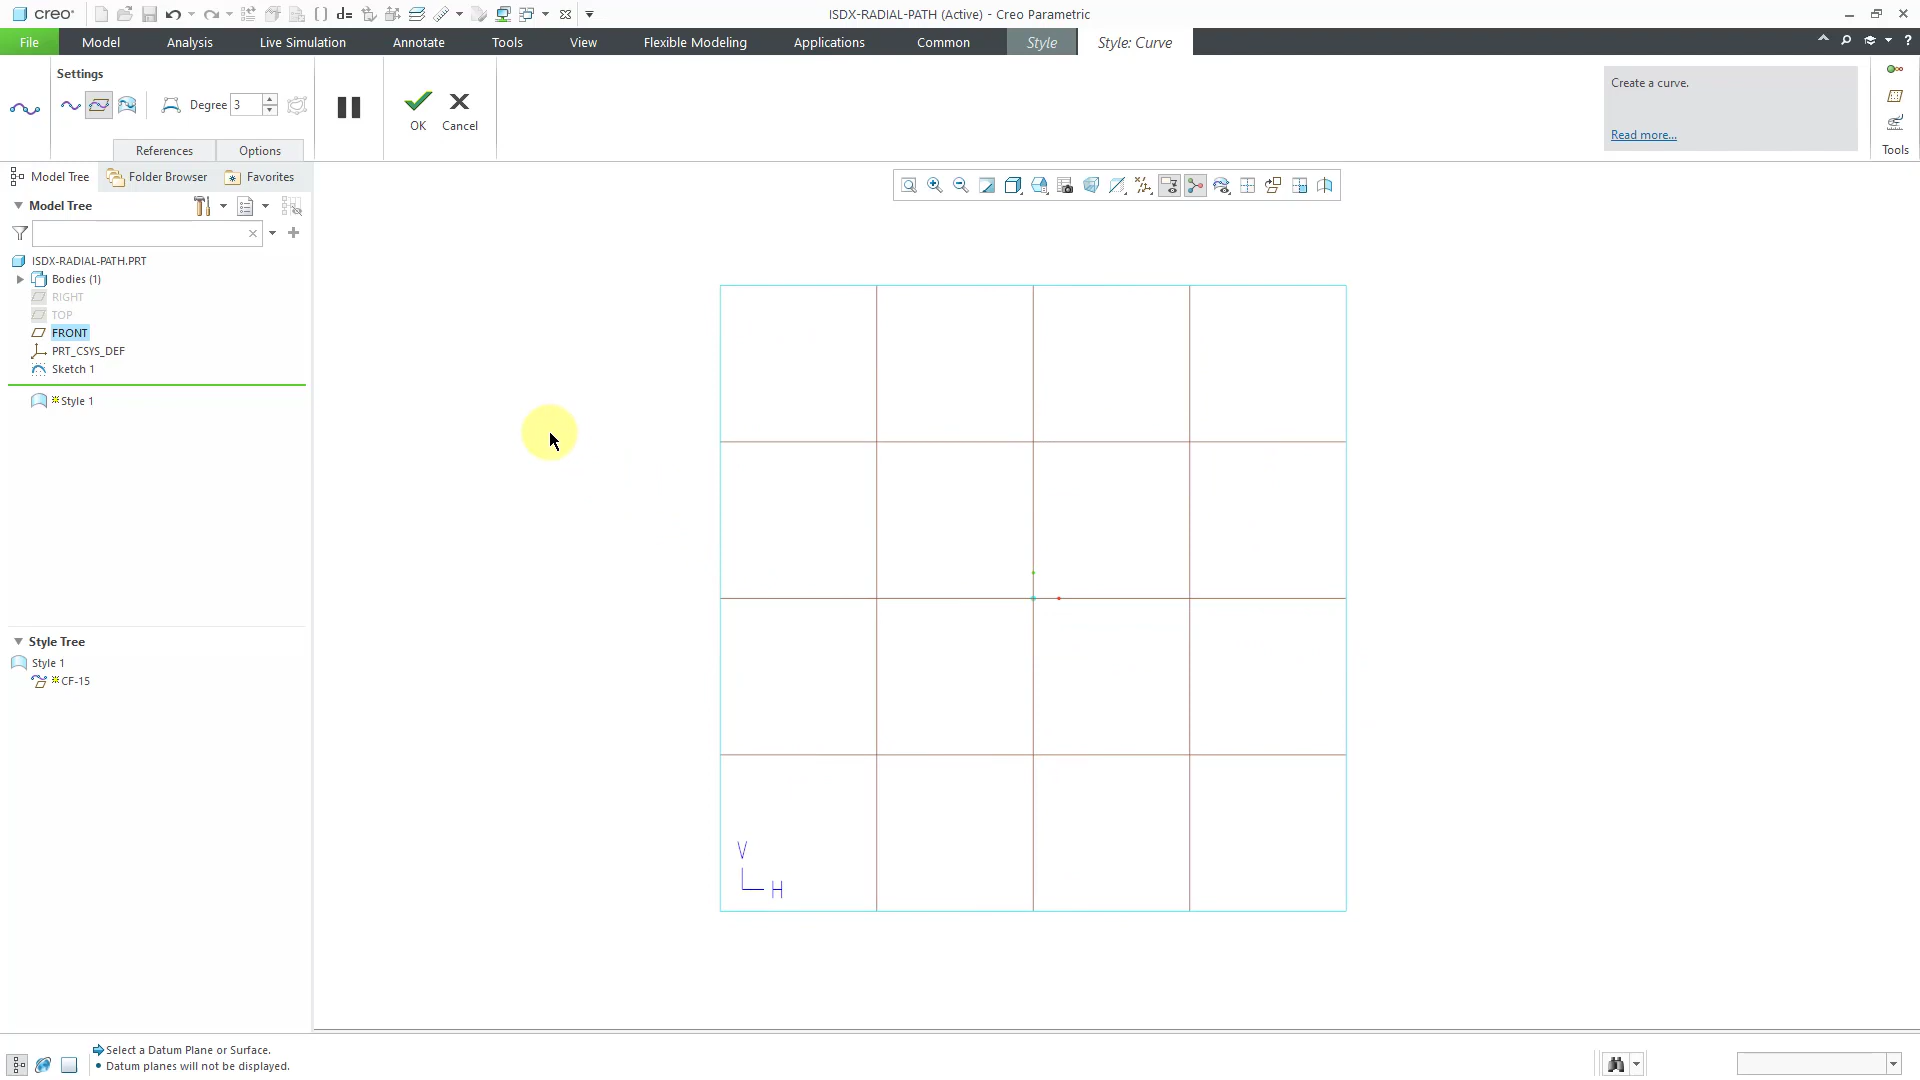 creo
d=
ISDX-RADIAL-PATH (Active) - Creo Parametric
File Model Analysis Live Simulation Annotate Tools View Flexible Modeling Applications Common Style Style: Curve
Settings
Degree 3
OK Cancel
References Options
Create a curve.
Read more...
Tools
Model Tree Folder Browser Favorites
Model Tree
ISDX-RADIAL-PATH.PRT
Bodies (1)
RIGHT
TOP
FRONT
PRT_CSYS_DEF
Sketch 1
Style 1
Style Tree
Style 1
CF-15
V
H
Select a Datum Plane or Surface.
• Datum planes will not be displayed.